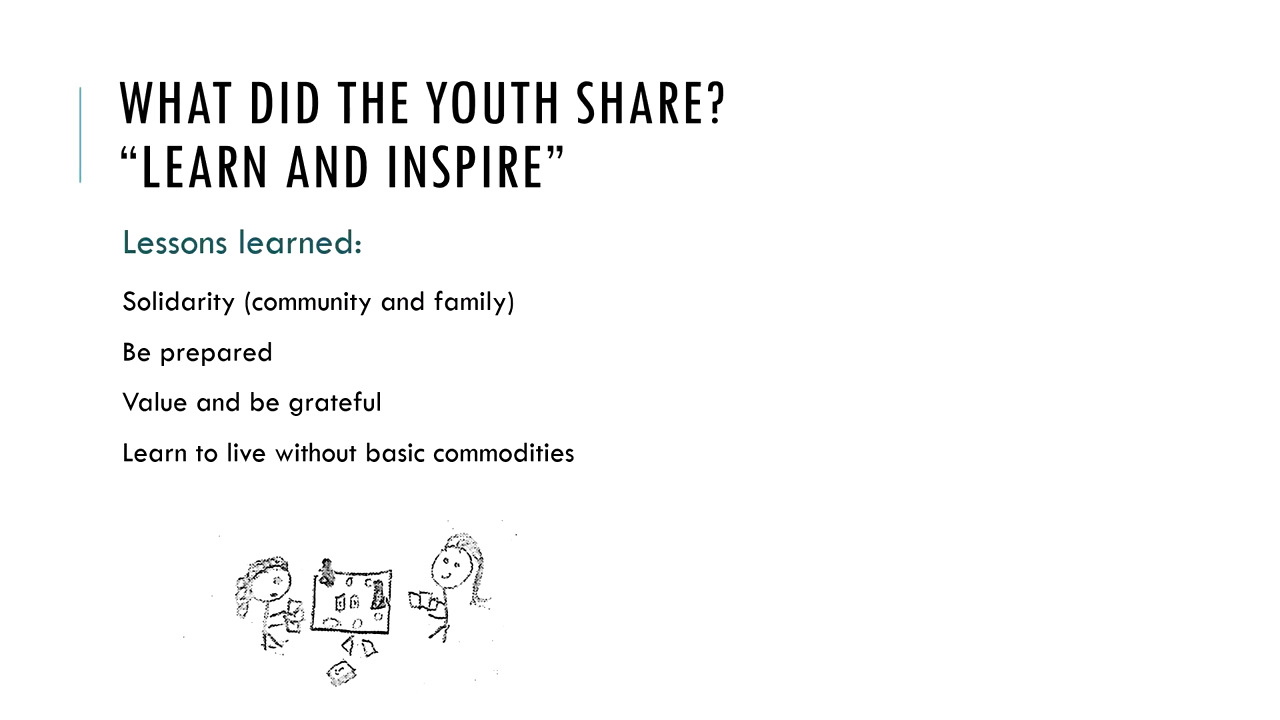 WHAT DID THE YOUTH SHARE?
“LEARN AND INSPIRE”
Lessons learned:
Solidarity (community and family)
Be prepared
Value and be grateful
Learn to live without basic commodities